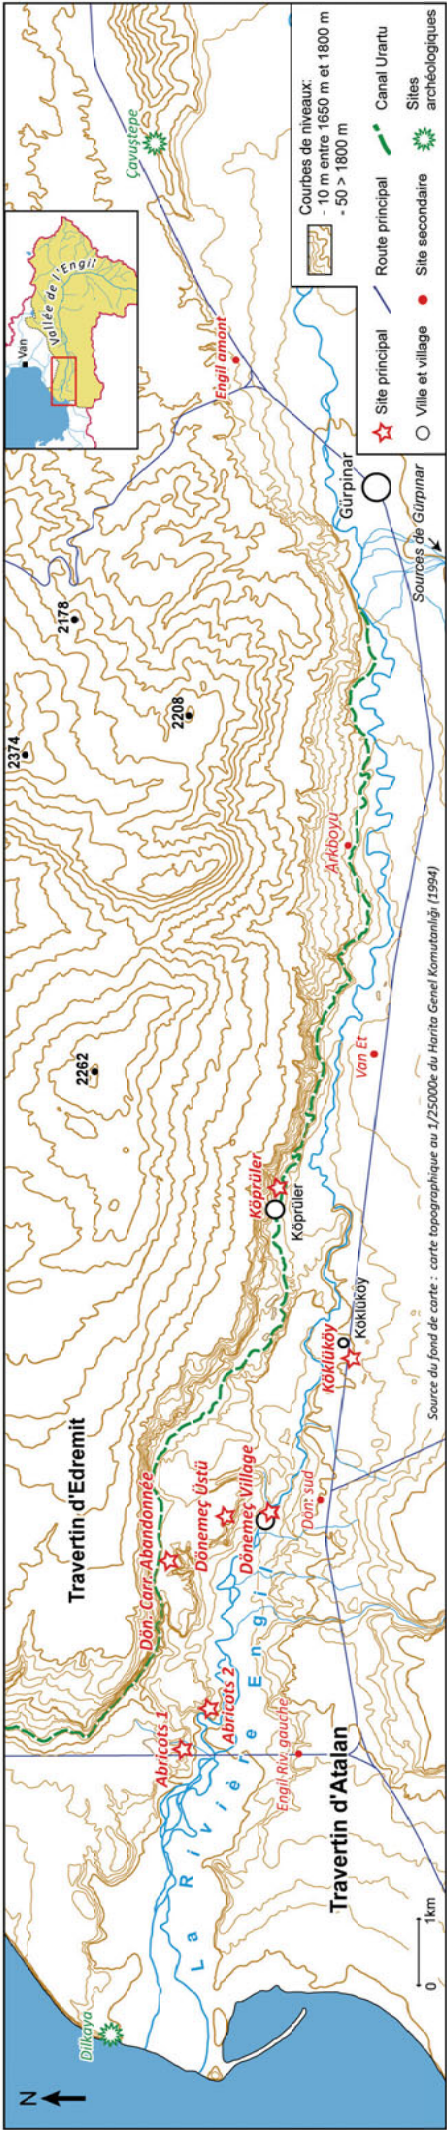 N
Dilkaya
La Rivière Engil
0 1km
Travertin d'Atalan
Engil Riv. gauche
Abricots 1
Abricots 2
Dön. Carr. Abandonnée
Travertin d'Edremit
Dönemeç Üstü
Dönemeç Village
Dön. sud
Köklüköy
Köklüköy
Köprüler
Köprüler
2262
Van Et
Arkboyu
2374
2208
2178
Gürpınar
Sources de Gürpınar
Engil amont
Çavuştepe
Van
Vallée de l'Engil
Courbes de niveaux:
- 10 m entre 1650 m et 1800 m
- 50 > 1800 m
Site principal
Route principal
Canal Urartu
Ville et village
Site secondaire
Sites archéologiques
Source du fond de carte : carte topographique au 1/25000e du Harita Genel Komutanlığı (1994)